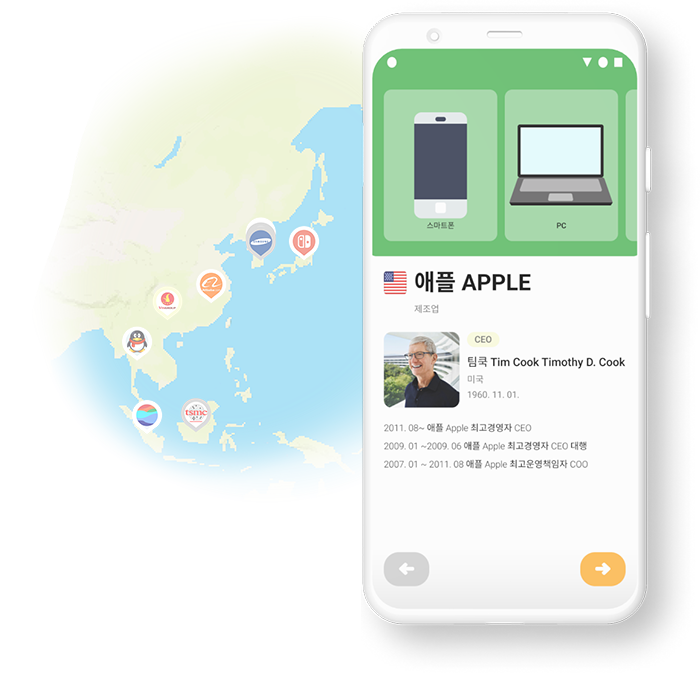 스마트폰
PC
애플 APPLE
제조업
CEO
팀쿡 Tim Cook Timothy D. Cook
미국
1960. 11. 01.
2011. 08~ 애플 Apple 최고경영자 CEO
2009. 01 ~2009. 06 애플 Apple 최고경영자 CEO 대행
2007. 01 ~ 2011. 08 애플 Apple 최고운영책임자 COO
SAMSUNG
tsmc